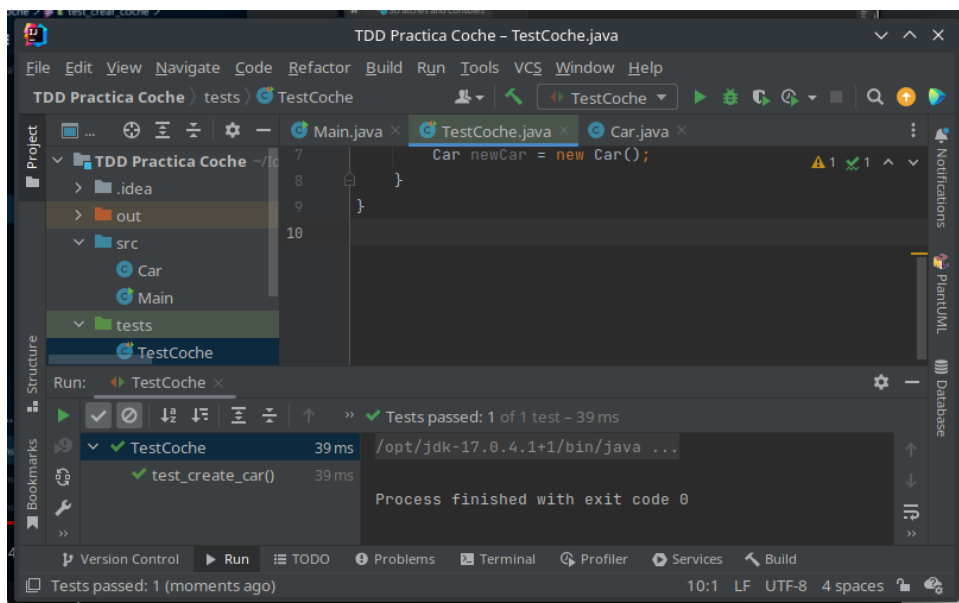 TDD Practica Coche – TestCoche.java
File Edit View Navigate Code Refactor Build Run Tools VCS Window Help
TDD Practica Coche tests TestCoche TestCoche
Project ... Main.java TestCoche.java Car.java
TDD Practica Coche ~/Id
.idea
out
src
Car
Main
tests
TestCoche
7 Car newCar = new Car();
8 }
9 }
10
1 1
Notifications
PlantUML
Database
Structure
Bookmarks
Run: TestCoche
Tests passed: 1 of 1 test – 39 ms
TestCoche 39 ms
test_create_car() 39 ms
/opt/jdk-17.0.4.1+1/bin/java ...
Process finished with exit code 0
Version Control Run TODO Problems Terminal Profiler Services Build
Tests passed: 1 (moments ago) 10:1 LF UTF-8 4 spaces